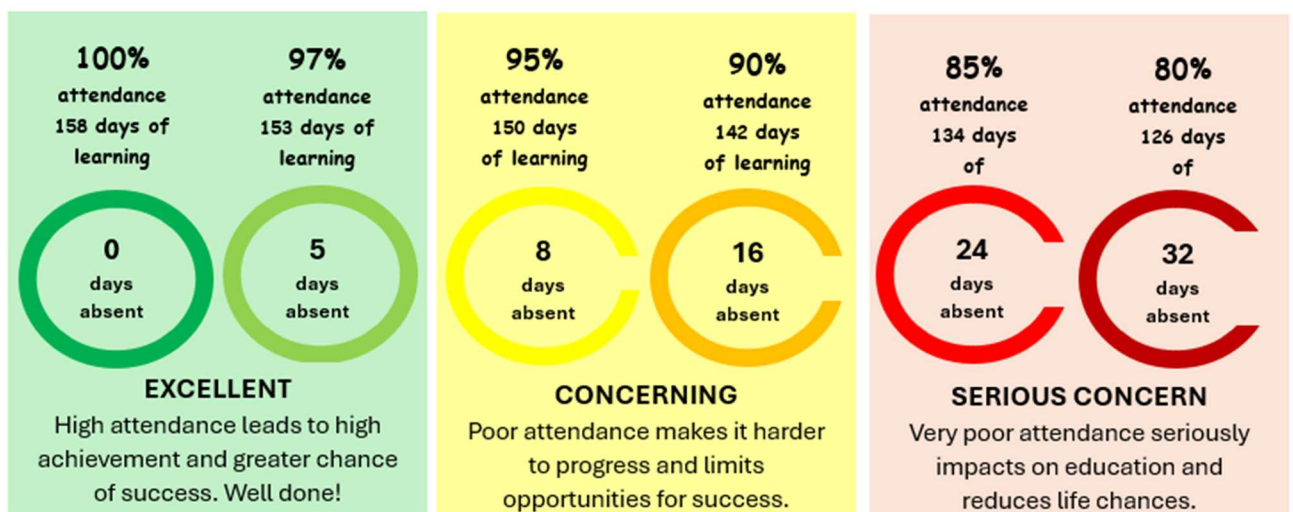 100%
attendance
158 days of
learning
0
days
absent
97%
attendance
153 days of
learning
5
days
absent
EXCELLENT
High attendance leads to high
achievement and greater chance
of success. Well done!
95%
attendance
150 days
of learning
8
days
absent
90%
attendance
142 days
of learning
16
days
absent
CONCERNING
Poor attendance makes it harder
to progress and limits
opportunities for success.
85%
attendance
134 days
of
24
days
absent
80%
attendance
126 days
of
32
days
absent
SERIOUS CONCERN
Very poor attendance seriously
impacts on education and
reduces life chances.